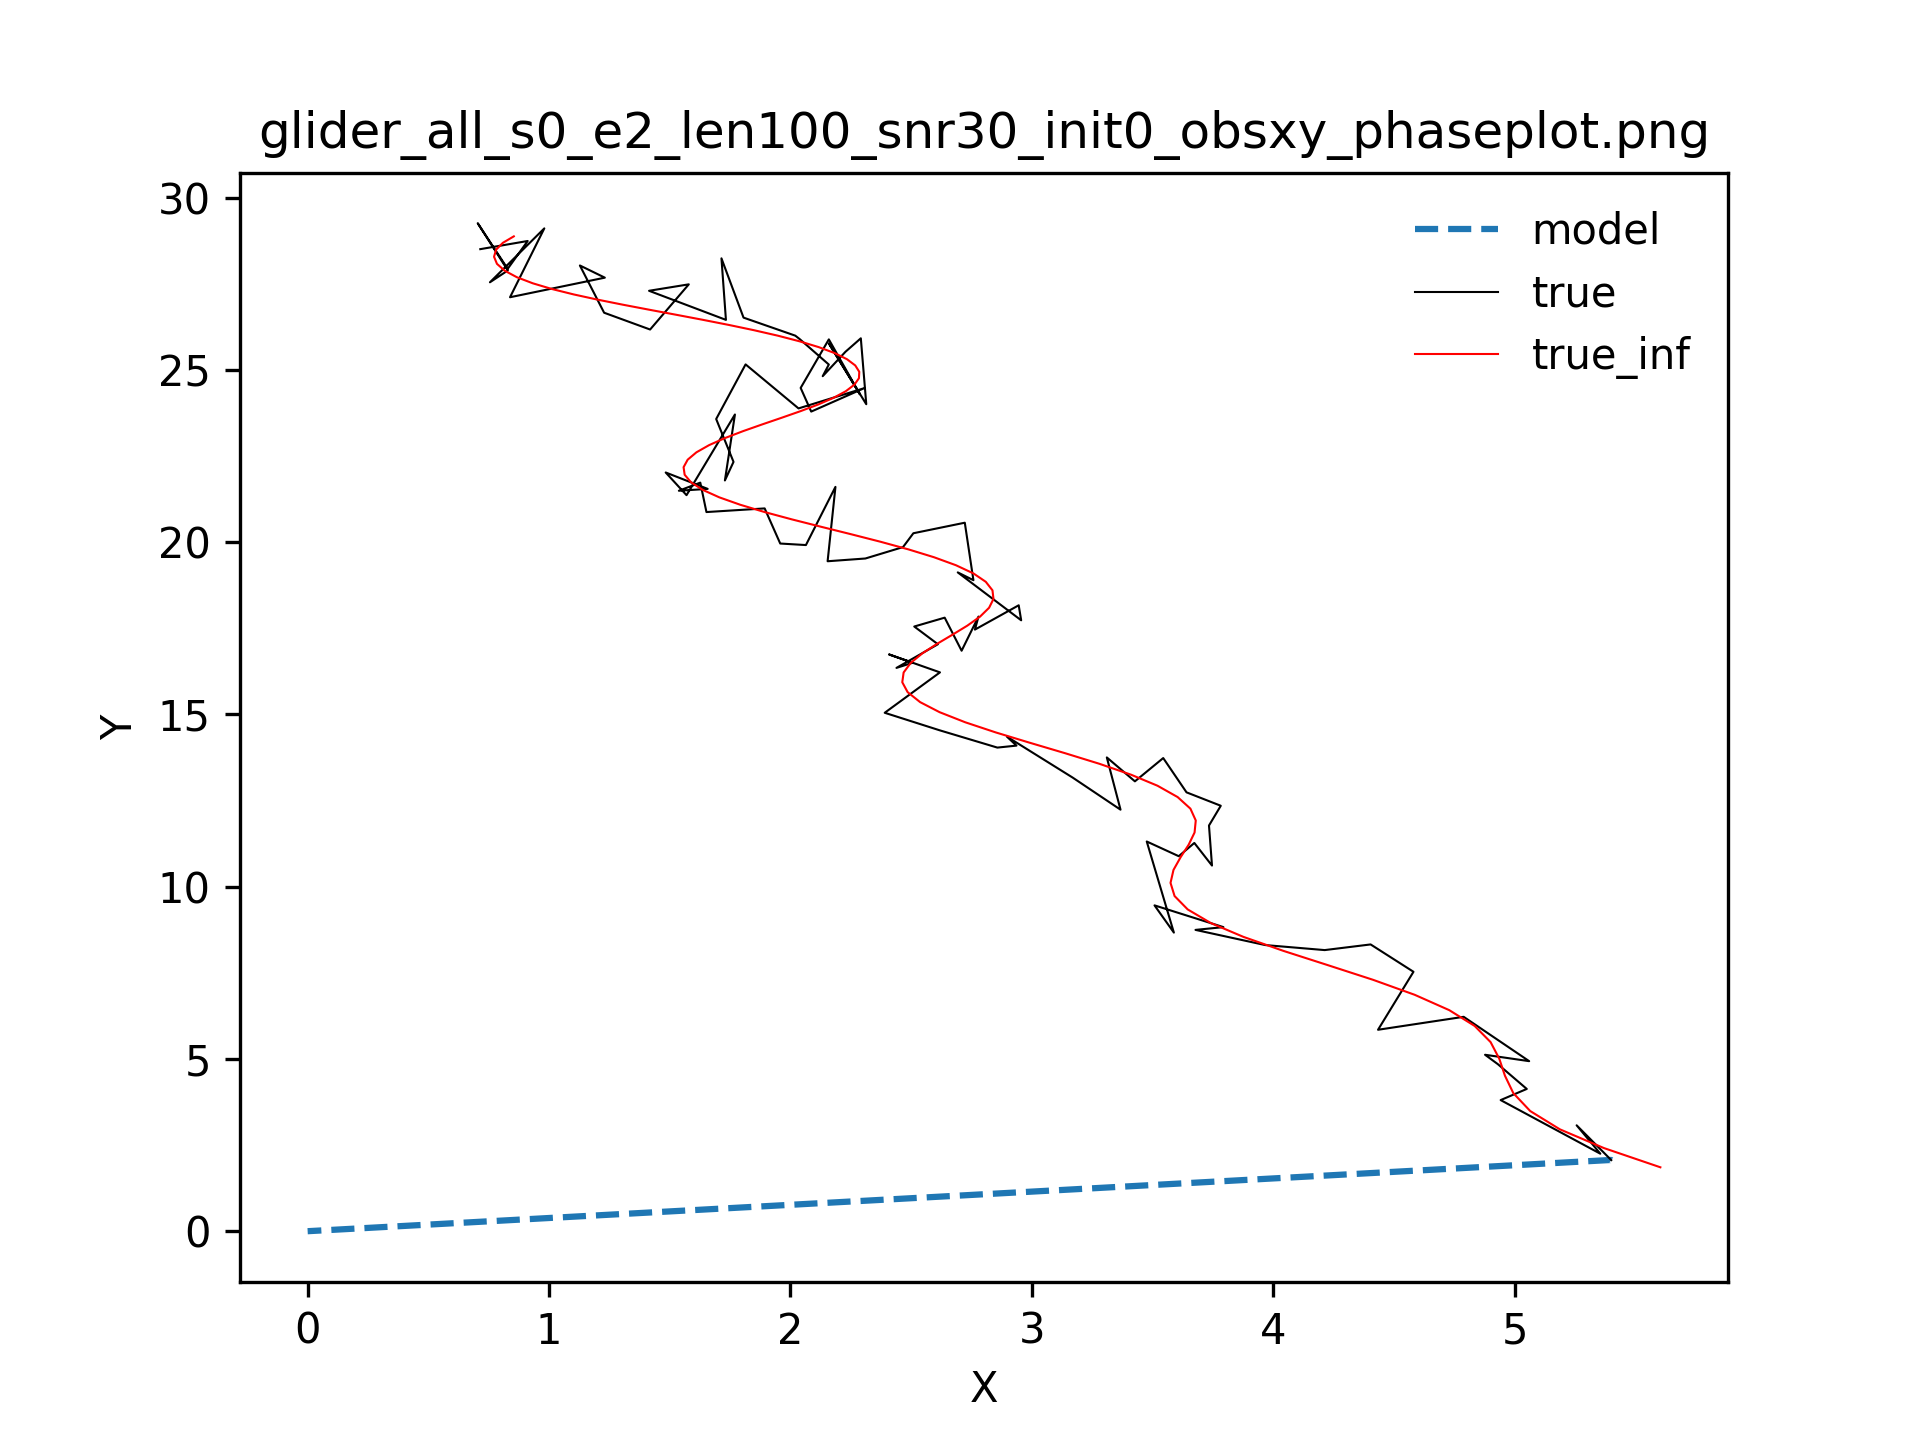 glider_all_s0_e2_len100_snr30_init0_obsxy_phaseplot.png
model
true
true_inf
30
25
20
15
10
5
0
Y
0 1 2 3 4 5
X